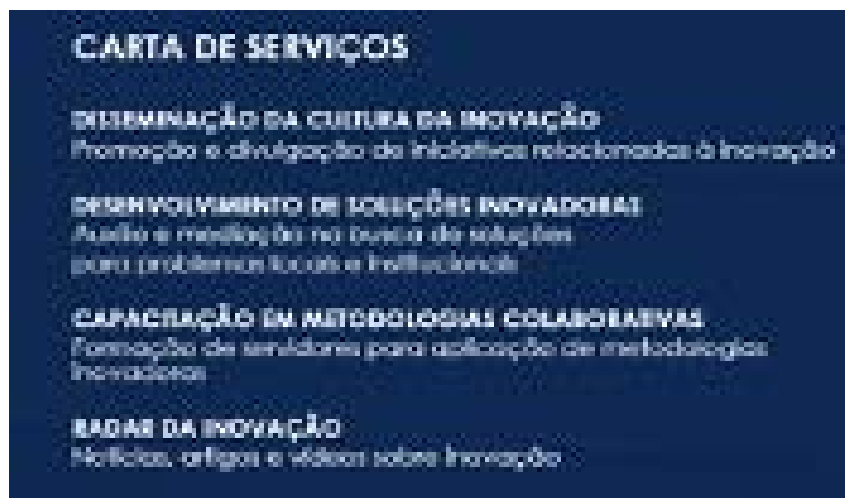 CARTA DE SERVIÇOS
DISSEMINAÇÃO DA CULTURA DA INOVAÇÃO
Promoção e divulgação de iniciativas relacionadas à inovação
DESENVOLVIMENTO DE SOLUÇÕES INOVADORAS
Auxílio e mediação na busca de soluções
para problemas locais e institucionais
CAPACITAÇÃO EM METODOLOGIAS COLABORATIVAS
Formação de servidores para aplicação de metodologias
inovadoras
RADAR DA INOVAÇÃO
Notícias, artigos e vídeos sobre inovação